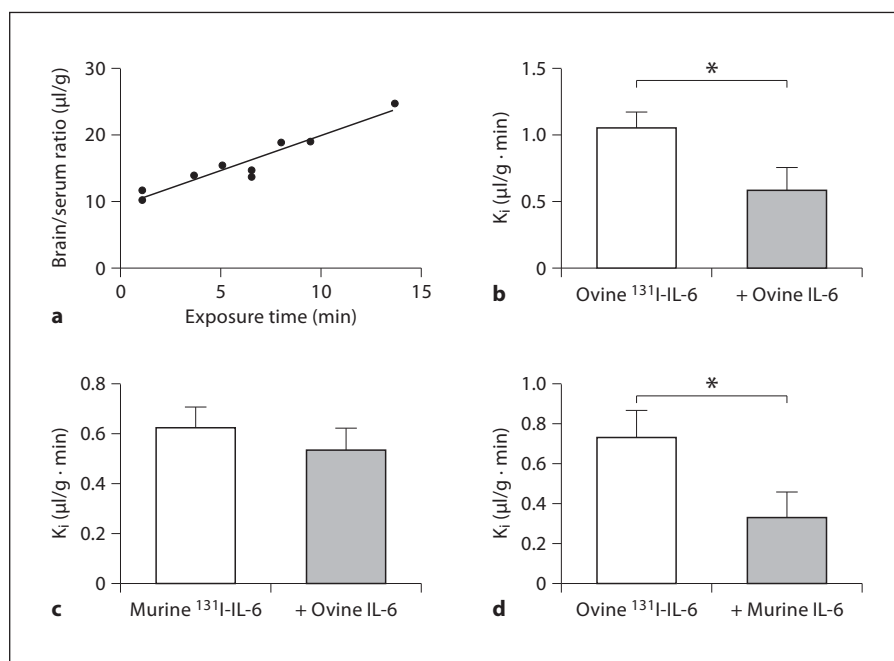 30
20
10
0
Brain/serum ratio (µl/g)
0 5 10 15
Exposure time (min)
a
1.5
1.0
0.5
0
Kᵢ (µl/g · min)
*
Ovine ¹³¹I-IL-6 + Ovine IL-6
b
0.8
0.6
0.4
0.2
0
Kᵢ (µl/g · min)
Murine ¹³¹I-IL-6 + Ovine IL-6
c
1.0
0.8
0.6
0.4
0.2
0
Kᵢ (µl/g · min)
*
Ovine ¹³¹I-IL-6 + Murine IL-6
d